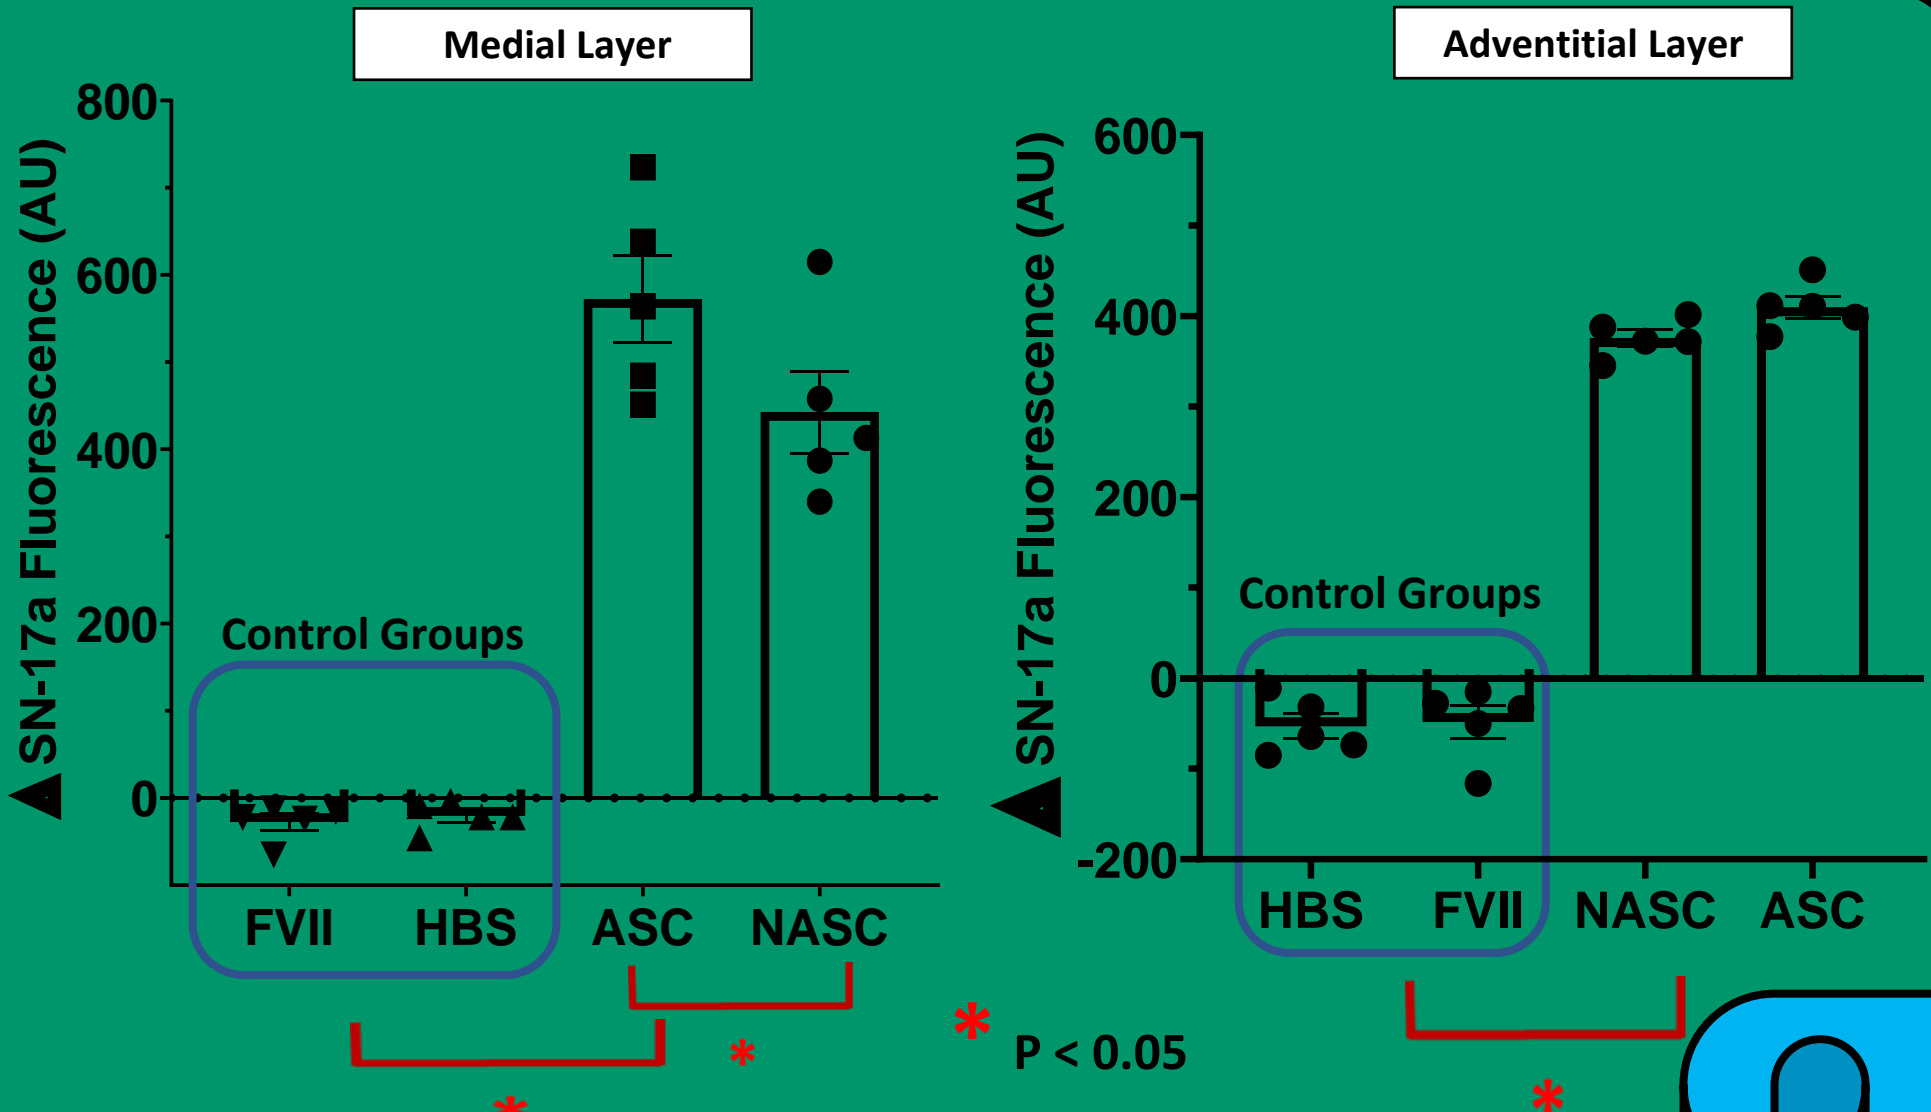 Medial Layer
▲ SN-17a Fluorescence (AU)
800
600
400
200
0
Control Groups
FVII
HBS
ASC
NASC
*
*
Adventitial Layer
▲ SN-17a Fluorescence (AU)
600
400
200
0
-200
Control Groups
HBS
FVII
NASC
ASC
*
* P < 0.05